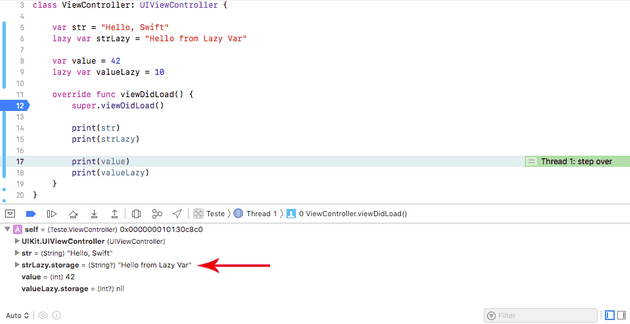 3 class ViewController: UIViewController {
4
5 var str = "Hello, Swift"
6 lazy var strLazy = "Hello from Lazy Var"
7
8 var value = 42
9 lazy var valueLazy = 10
10
11 override func viewDidLoad() {
12 super.viewDidLoad()
13
14 print(str)
15 print(strLazy)
16
17 print(value) = Thread 1: step over
18 print(valueLazy)
19 }
20 }
Teste > Thread 1 > 0 ViewController.viewDidLoad()
A self = (Teste.ViewController) 0x000000010130c8c0
UIKit.UIViewController (UIViewController)
str = (String) "Hello, Swift"
strLazy.storage = (String?) "Hello from Lazy Var"
value = (Int) 42
valueLazy.storage = (Int?) nil
Auto Filter